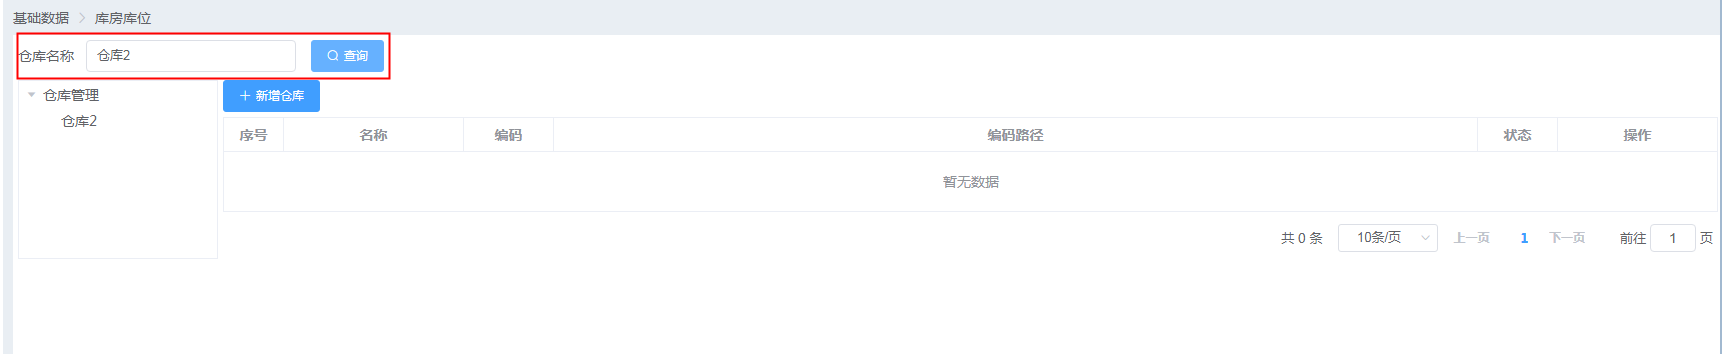 基础数据 > 库房库位
仓库名称 仓库2 查询
仓库管理
仓库2
+ 新增仓库
序号 名称 编码 编码路径 状态 操作
暂无数据
共 0 条 10条/页 上一页 1 下一页 前往 1 页